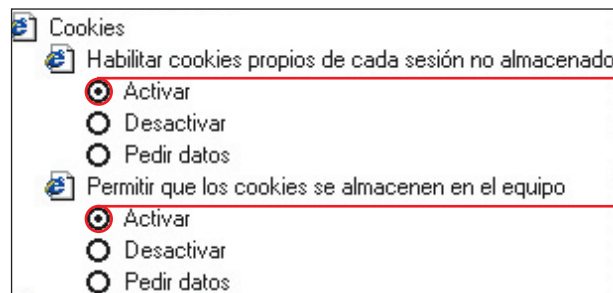 Cookies
Habilitar cookies propios de cada sesión no almacenado
Activar
Desactivar
Pedir datos
Permitir que los cookies se almacenen en el equipo
Activar
Desactivar
Pedir datos